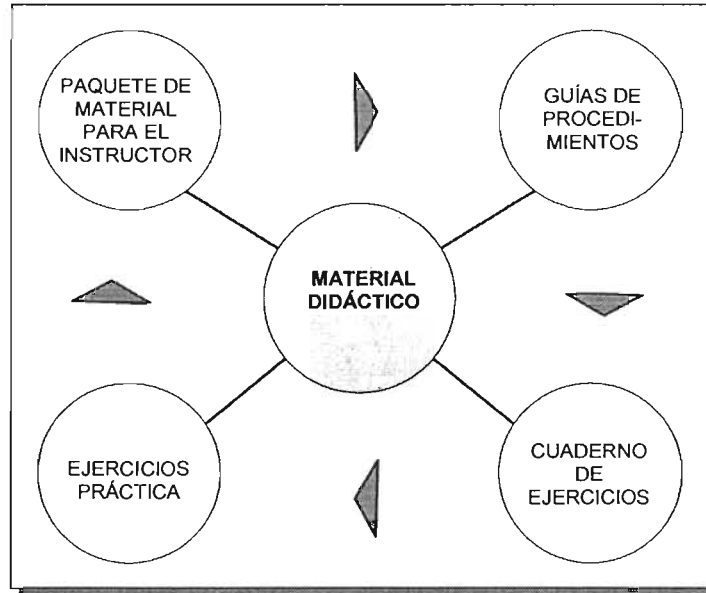 PAQUETE DE
MATERIAL
PARA EL
INSTRUCTOR
GUÍAS DE
PROCEDI-
MIENTOS
MATERIAL
DIDÁCTICO
EJERCICIOS
PRÁCTICA
CUADERNO
DE
EJERCICIOS